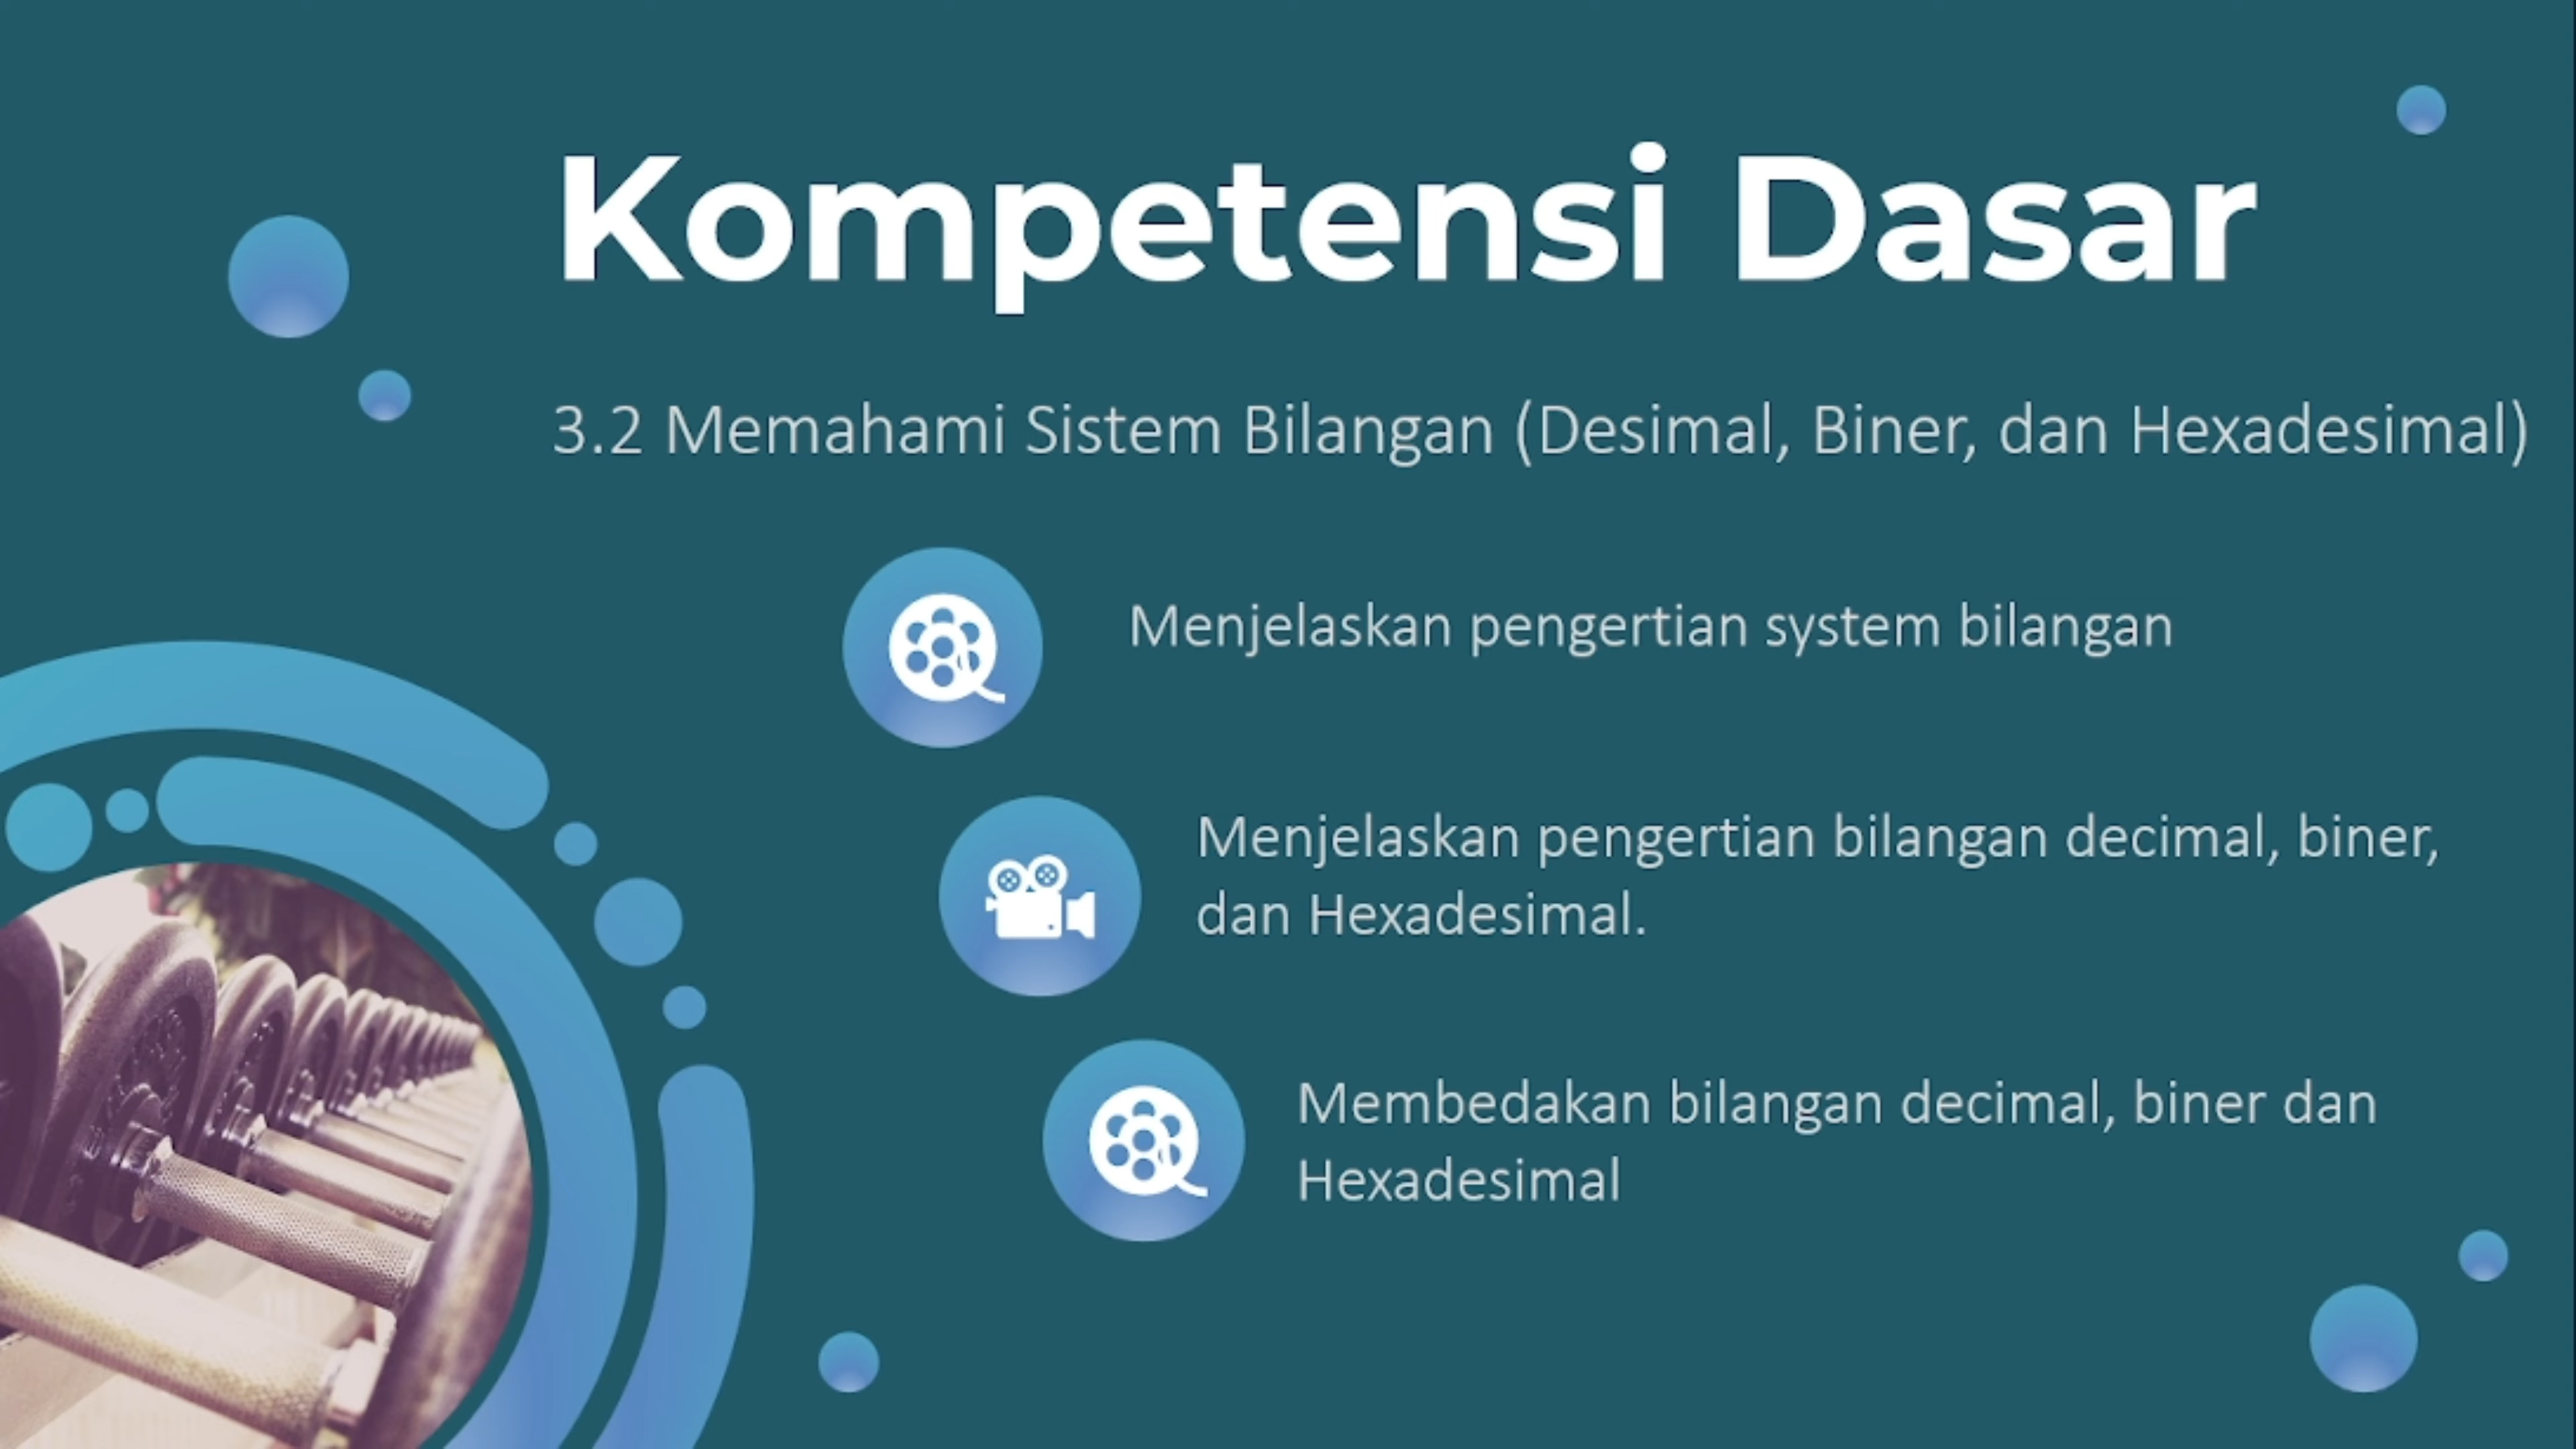 Kompetensi Dasar
3.2 Memahami Sistem Bilangan (Desimal, Biner, dan Hexadesimal)
Menjelaskan pengertian system bilangan
Menjelaskan pengertian bilangan decimal, biner,
dan Hexadesimal.
Membedakan bilangan decimal, biner dan
Hexadesimal